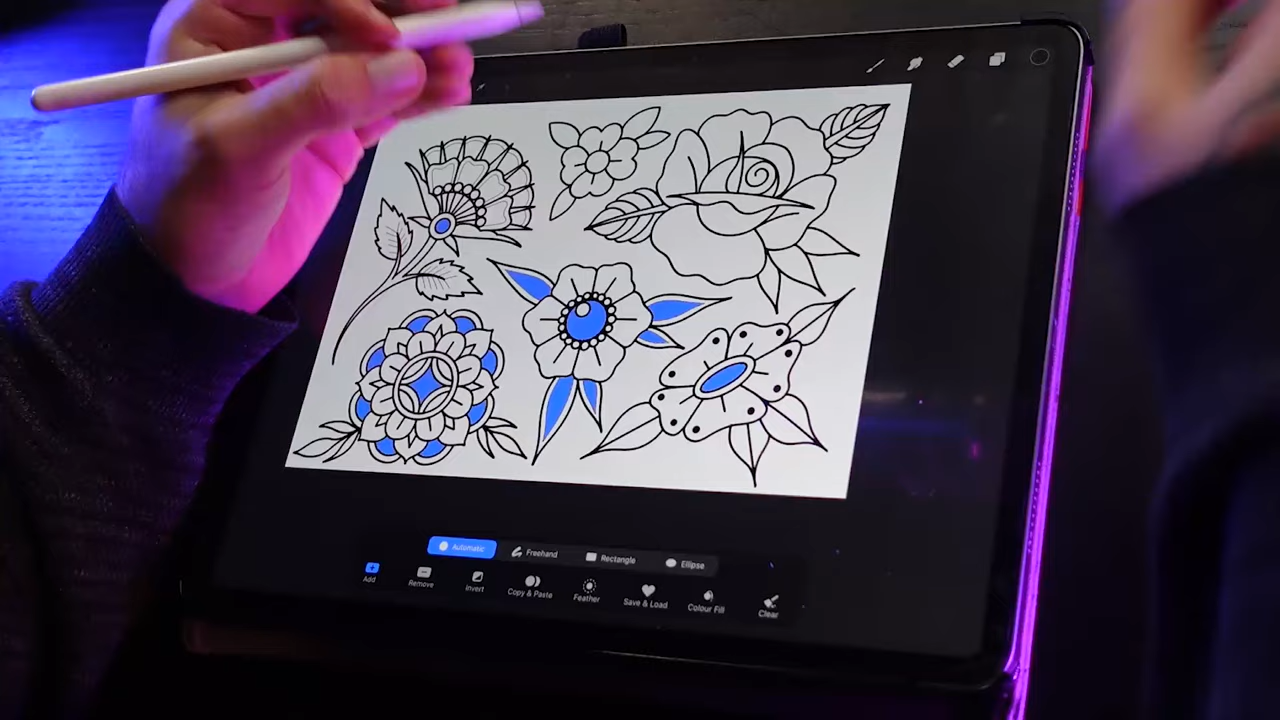 Automatic Freehand Rectangle Ellipse
Add Remove Invert Copy & Paste Feather Save & Load Colour Fill Clear